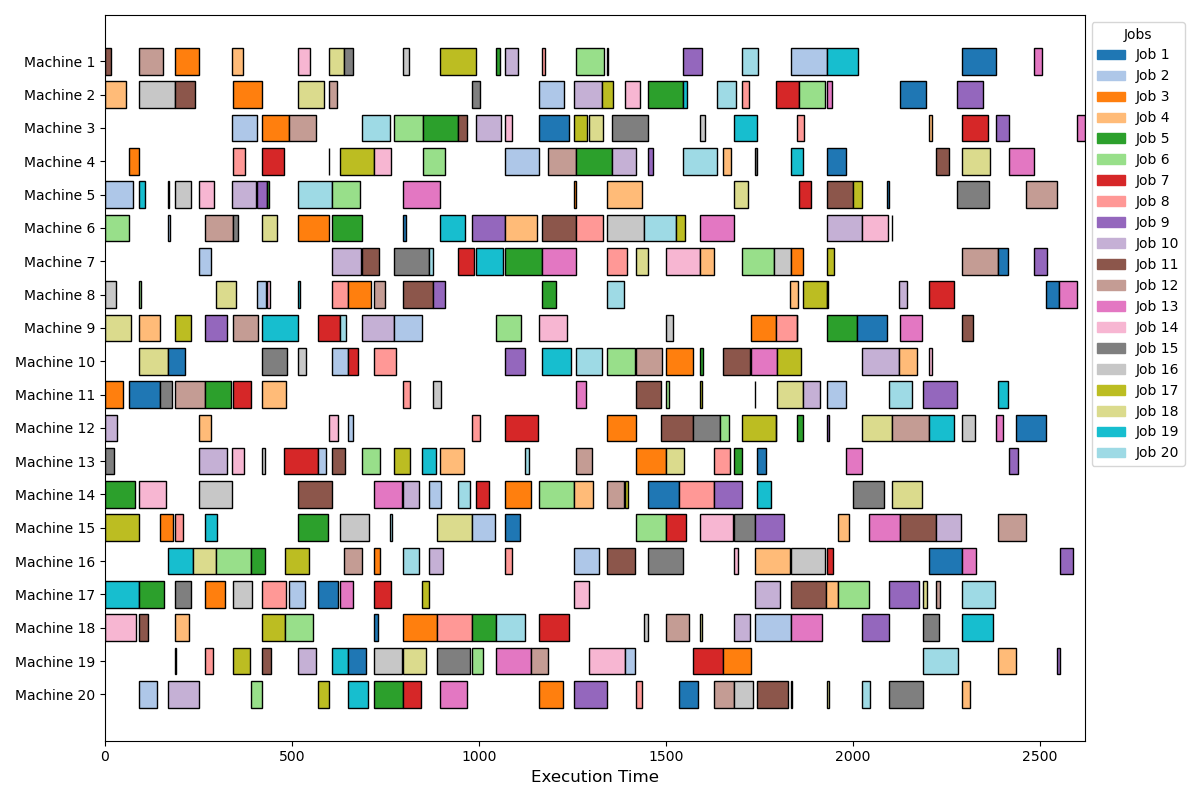 Machine 1
Machine 2
Machine 3
Machine 4
Machine 5
Machine 6
Machine 7
Machine 8
Machine 9
Machine 10
Machine 11
Machine 12
Machine 13
Machine 14
Machine 15
Machine 16
Machine 17
Machine 18
Machine 19
Machine 20
0 500 1000 1500 2000 2500
Execution Time
Jobs
Job 1
Job 2
Job 3
Job 4
Job 5
Job 6
Job 7
Job 8
Job 9
Job 10
Job 11
Job 12
Job 13
Job 14
Job 15
Job 16
Job 17
Job 18
Job 19
Job 20